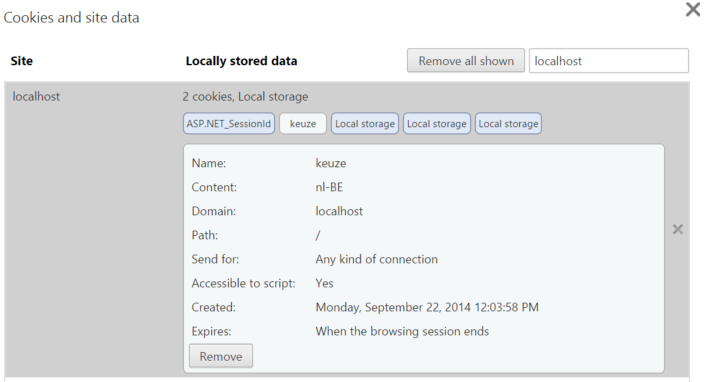 Cookies and site data
Site Locally stored data Remove all shown localhost
localhost 2 cookies, Local storage
ASP.NET_SessionId keuze Local storage Local storage Local storage
Name: keuze
Content: nl-BE
Domain: localhost
Path: /
Send for: Any kind of connection
Accessible to script: Yes
Created: Monday, September 22, 2014 12:03:58 PM
Expires: When the browsing session ends
Remove